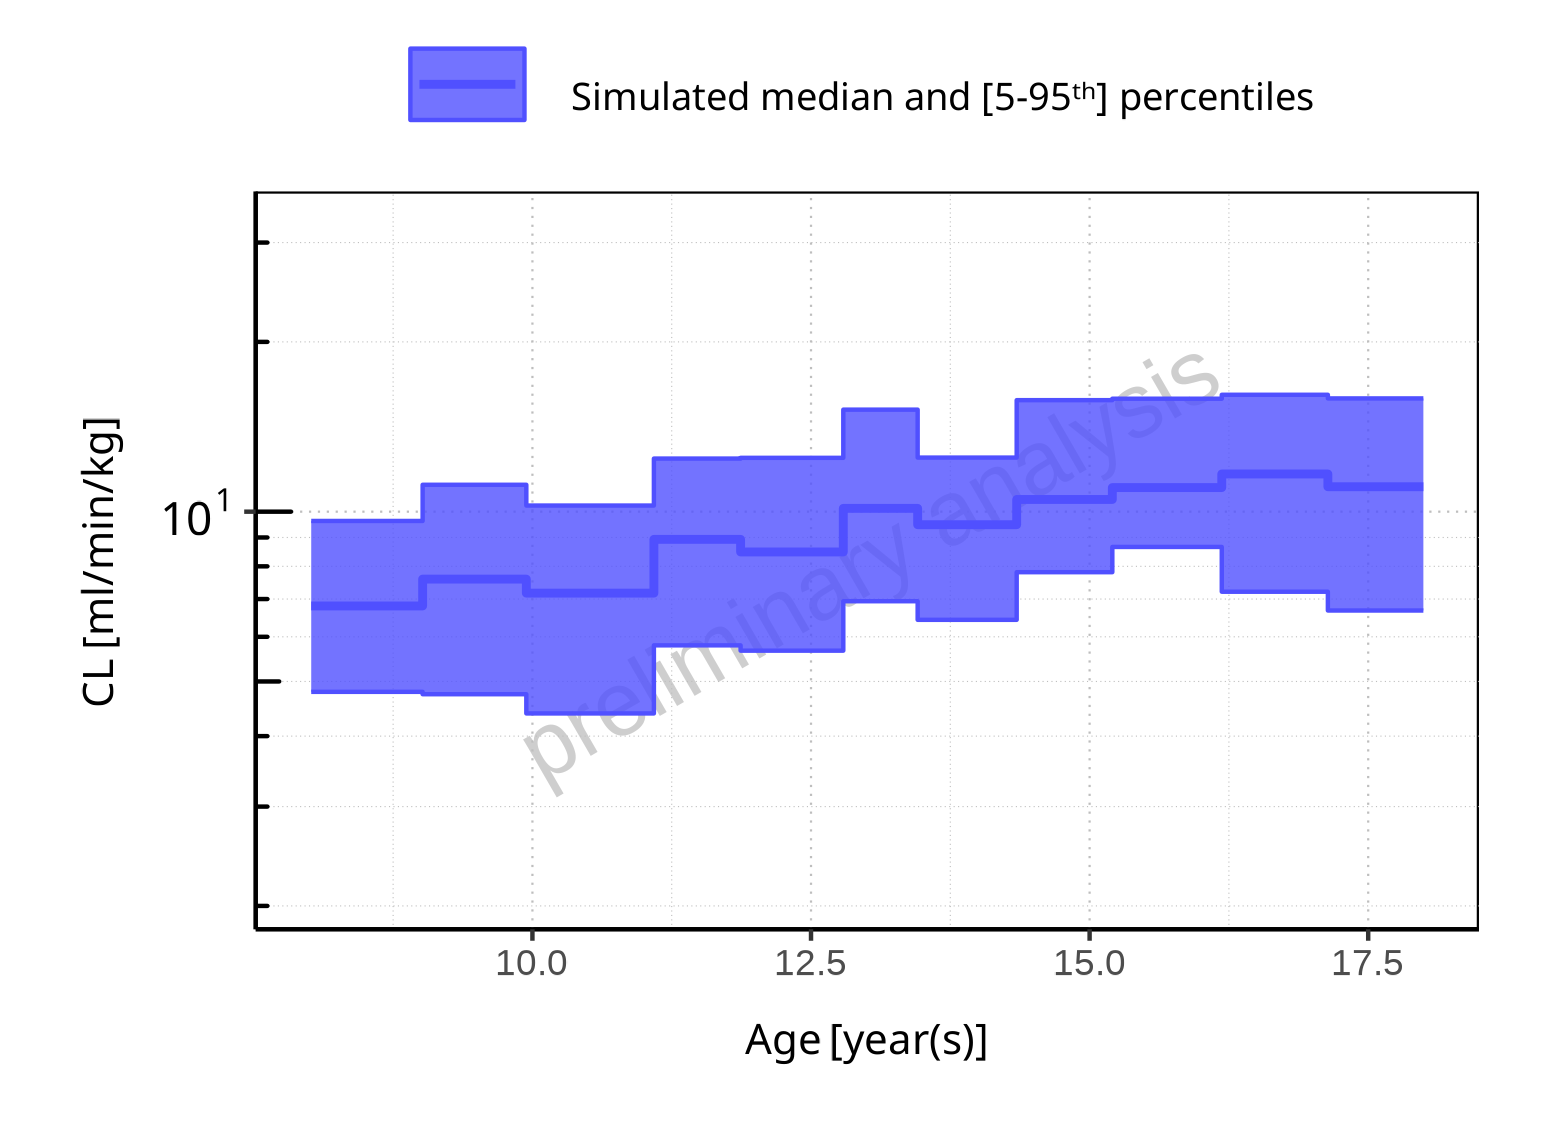 Simulated median and [5-95ᵗʰ] percentiles
CL [ml/min/kg]
10¹
preliminary analysis
10.0 12.5 15.0 17.5
Age [year(s)]